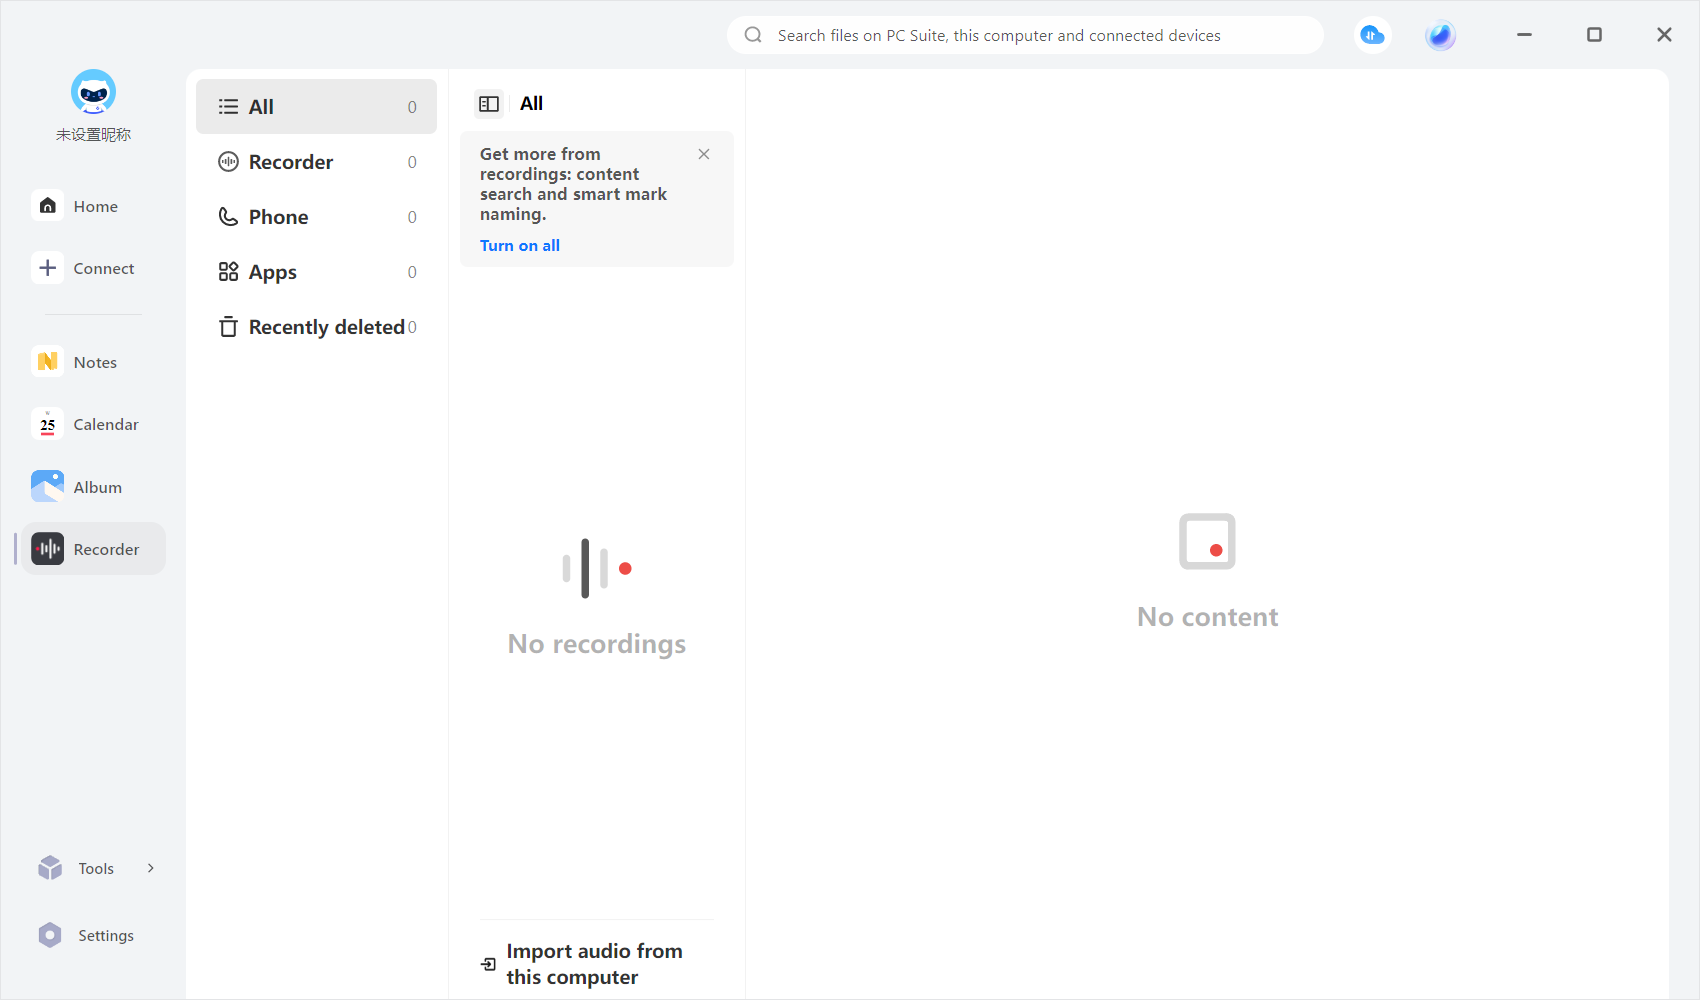 Search files on PC Suite, this computer and connected devices
未设置昵称
Home
Connect
Notes
25
Calendar
Album
Recorder
Tools
Settings
All 0
Recorder 0
Phone 0
Apps 0
Recently deleted 0
All
Get more from
recordings: content
search and smart mark
naming.
Turn on all
No recordings
Import audio from
this computer
No content